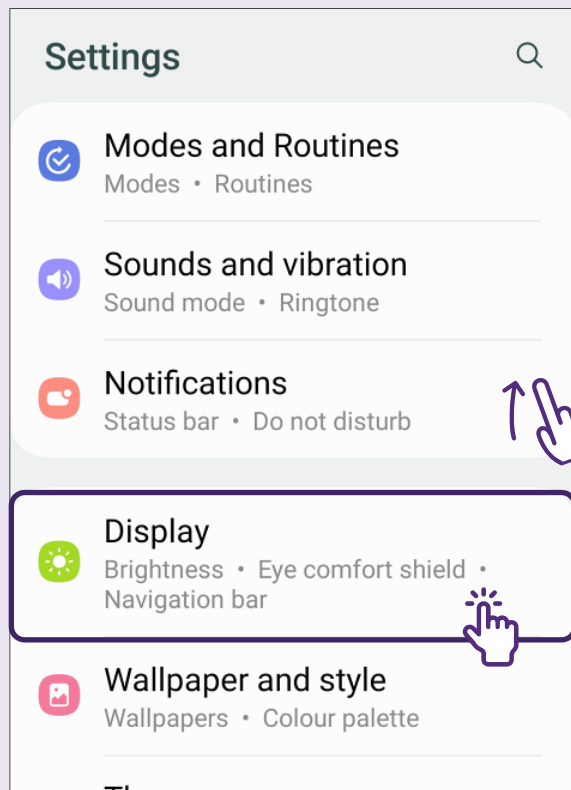 Settings
Modes and Routines
Modes • Routines
Sounds and vibration
Sound mode • Ringtone
Notifications
Status bar • Do not disturb
Display
Brightness • Eye comfort shield •
Navigation bar
Wallpaper and style
Wallpapers • Colour palette